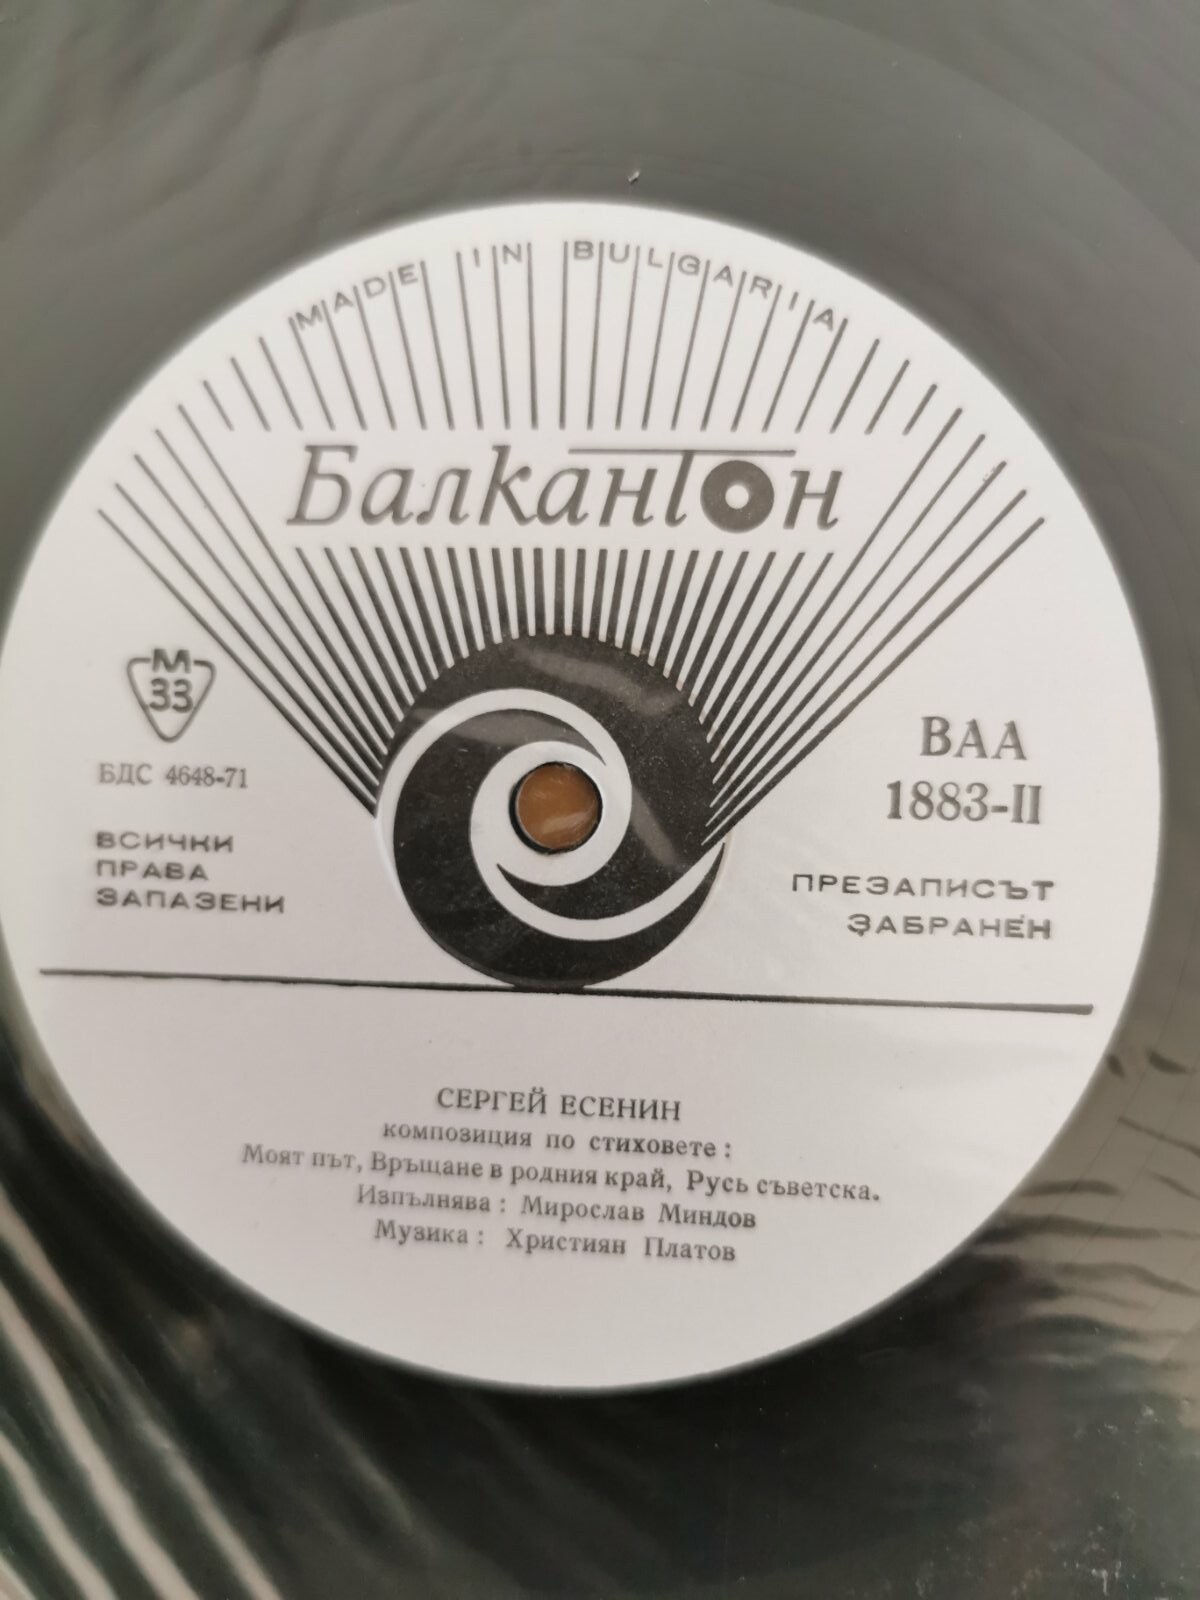 MADE IN BULGARIA
Балкантон
М
33
БДС 4648-71
ВСИЧКИ
ПРАВА
ЗАПАЗЕНИ
ВАА
1883-II
ПРЕЗАПИСЪТ
ЗАБРАНЕН
СЕРГЕЙ ЕСЕНИН
композиция по стиховете :
Моят път, Връщане в родния край, Русь съветска.
Изпълнява : Мирослав Миндов
Музика : Християн Платов